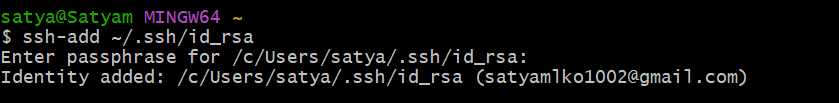 satya@Satyam MINGW64 ~
$ ssh-add ~/.ssh/id_rsa
Enter passphrase for /c/Users/satya/.ssh/id_rsa:
Identity added: /c/Users/satya/.ssh/id_rsa (satyamlko1002@gmail.com)